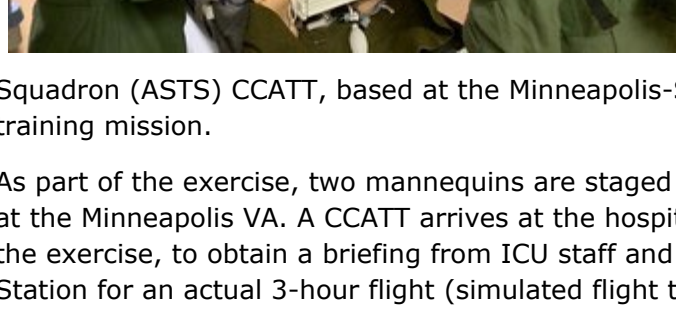 Squadron (ASTS) CCATT, based at the Minneapolis-
training mission.
As part of the exercise, two mannequins are staged
at the Minneapolis VA. A CCATT arrives at the
the exercise, to obtain a briefing from ICU staff and
Station for an actual 3-hour flight (simulated flight